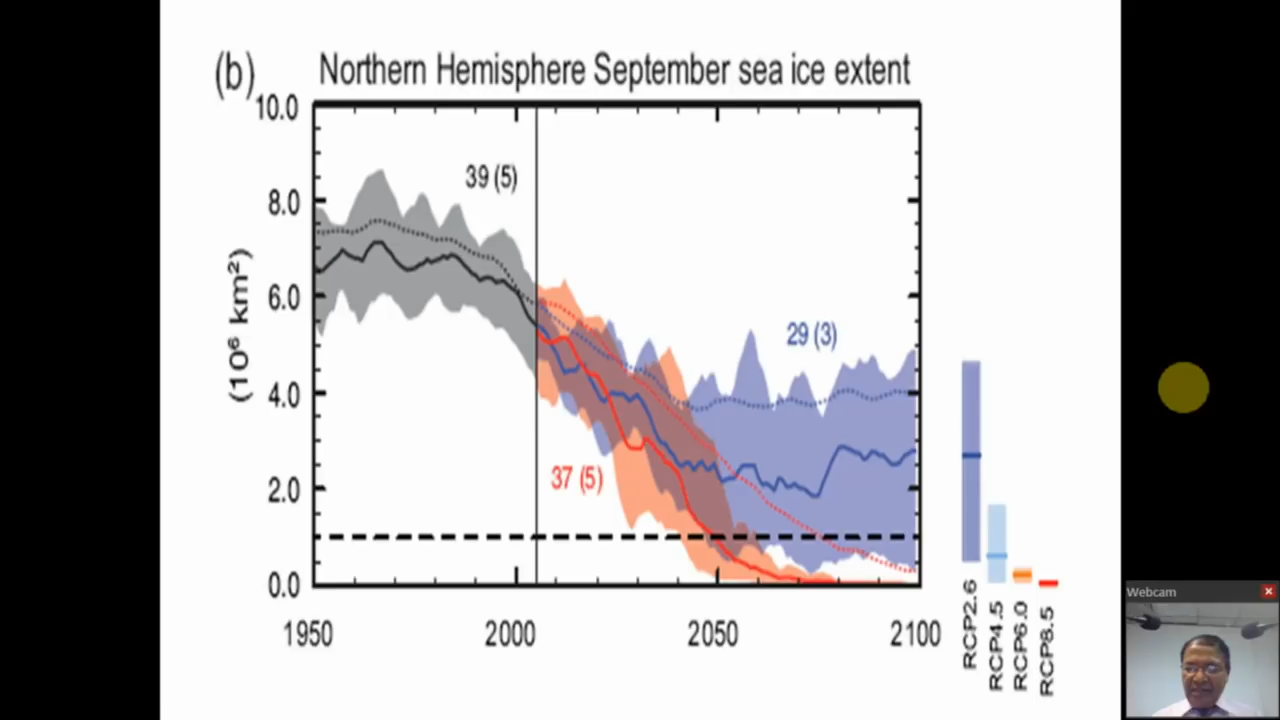 (b) Northern Hemisphere September sea ice extent
10.0
8.0
6.0
4.0
2.0
0.0
(10⁶ km²)
39 (5)
29 (3)
37 (5)
1950 2000 2050 2100
RCP2.6
RCP4.5
RCP6.0
RCP8.5
Webcam